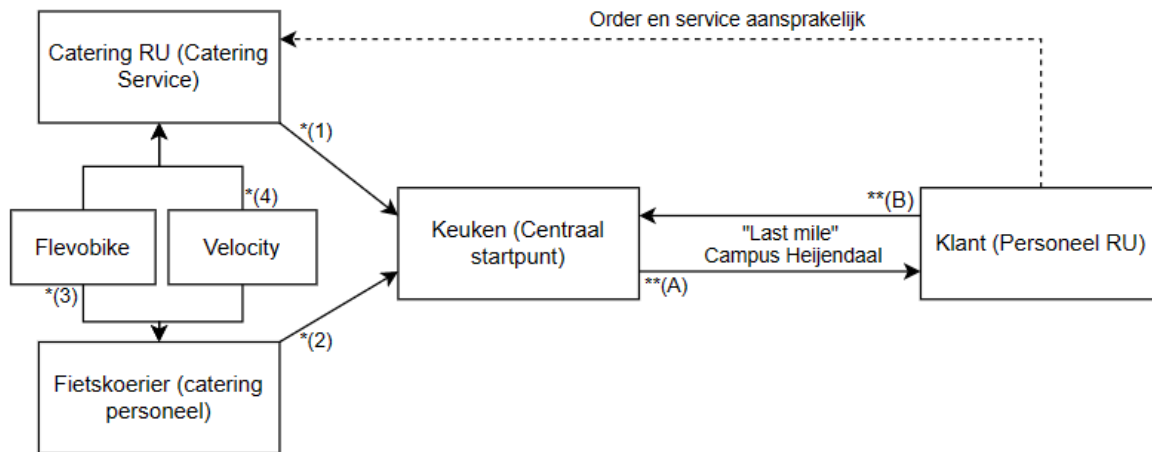 Order en service aansprakelijk
Catering RU (Catering
Service)
*(1)
*(4)
Flevobike
Velocity
*(3)
Keuken (Centraal
startpunt)
**(B)
"Last mile"
Campus Heijendaal
**(A)
Klant (Personeel RU)
*(2)
Fietskoerier (catering
personeel)